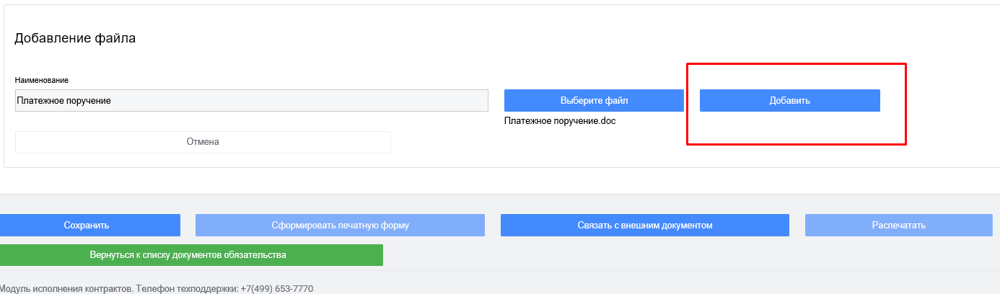 Добавление файла
Наименование
Платежное поручение
Выберите файл
Добавить
Платежное поручение.doc
Отмена
Сохранить
Сформировать печатную форму
Связать с внешним документом
Распечатать
Вернуться к списку документов обязательства
Модуль исполнения контрактов. Телефон техподдержки: +7(499) 653-7770